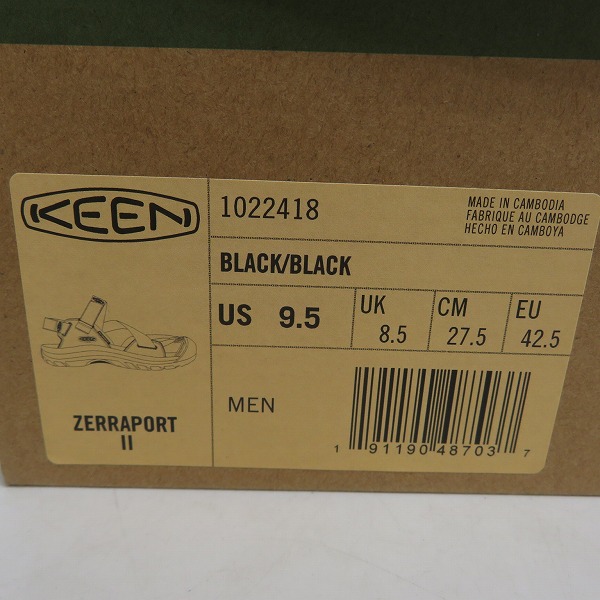 KEEN
1022418
MADE IN CAMBODIA
FABRIQUE AU CAMBODGE
HECHO EN CAMBOYA
BLACK/BLACK
US 9.5
UK 8.5
CM 27.5
EU 42.5
KEEN
ZERRAPORT
II
MEN
1 91190 48703 7